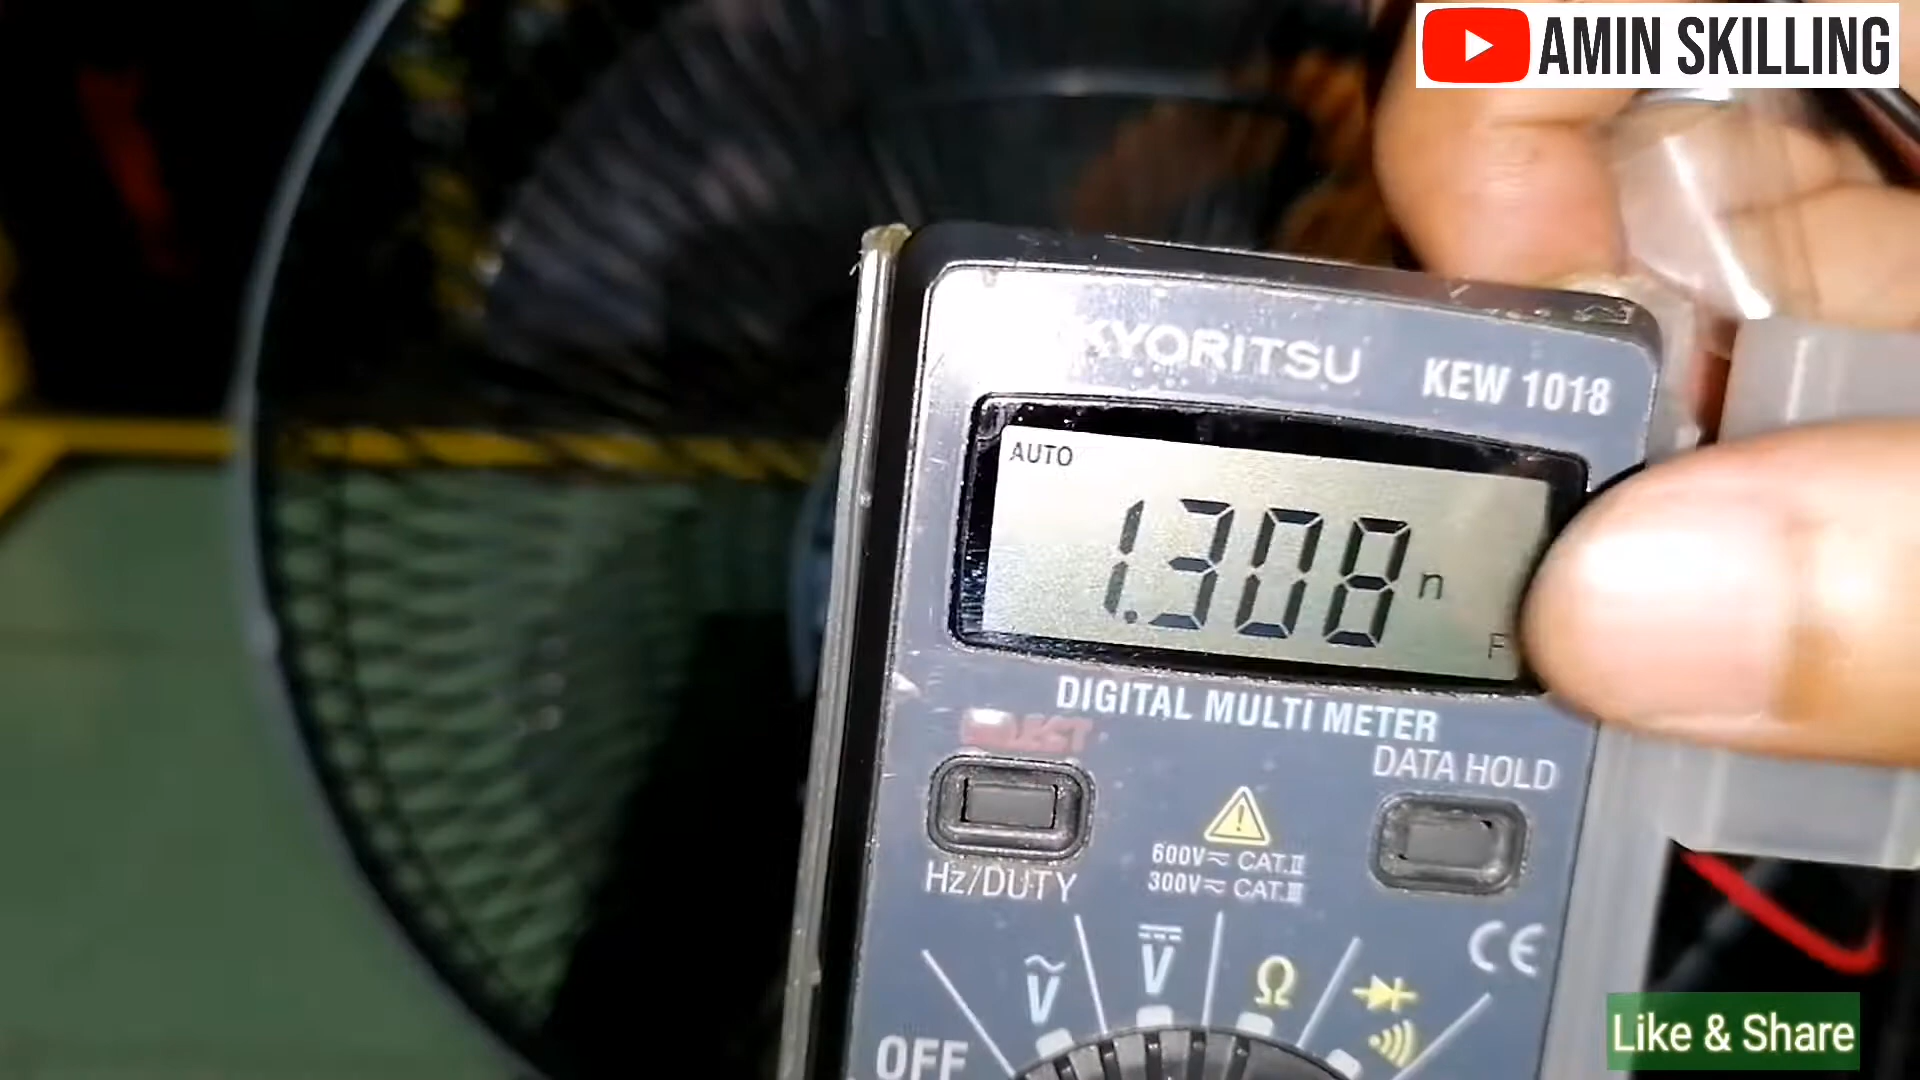 AMIN SKILLING
KYORITSU
KEW 1018
AUTO
1.308 n
F
DIGITAL MULTI METER
SELECT
DATA HOLD
Hz/DUTY
600V≂ CAT.Ⅱ
300V≂ CAT.Ⅲ
CE
V
V
Ω
OFF
Like & Share